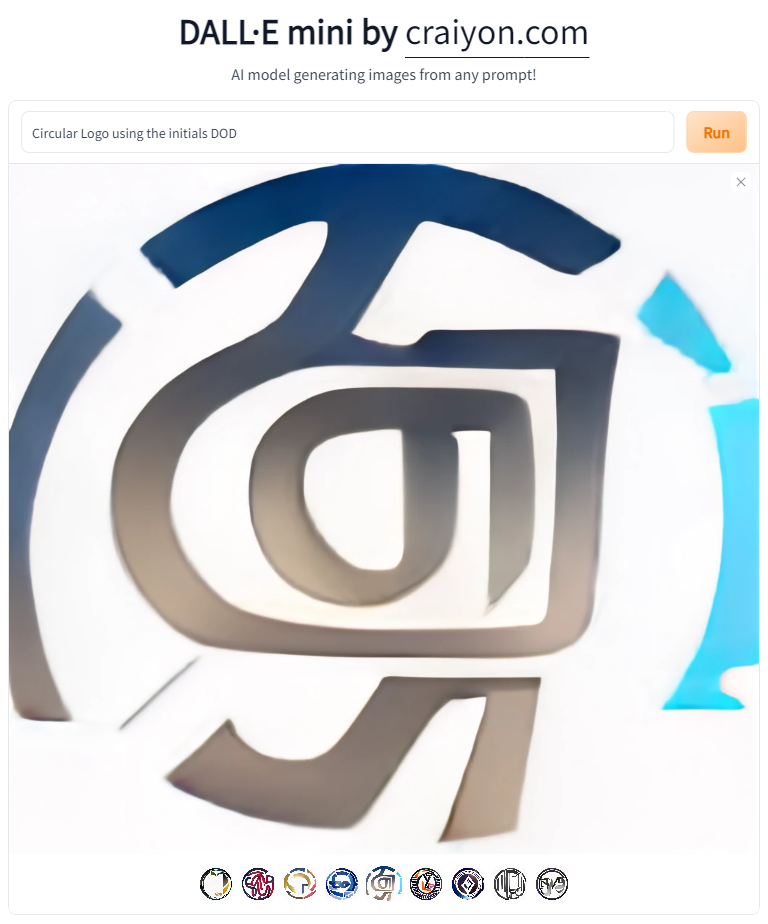 DALL·E mini by craiyon.com
AI model generating images from any prompt!
Circular Logo using the initials DOD
Run